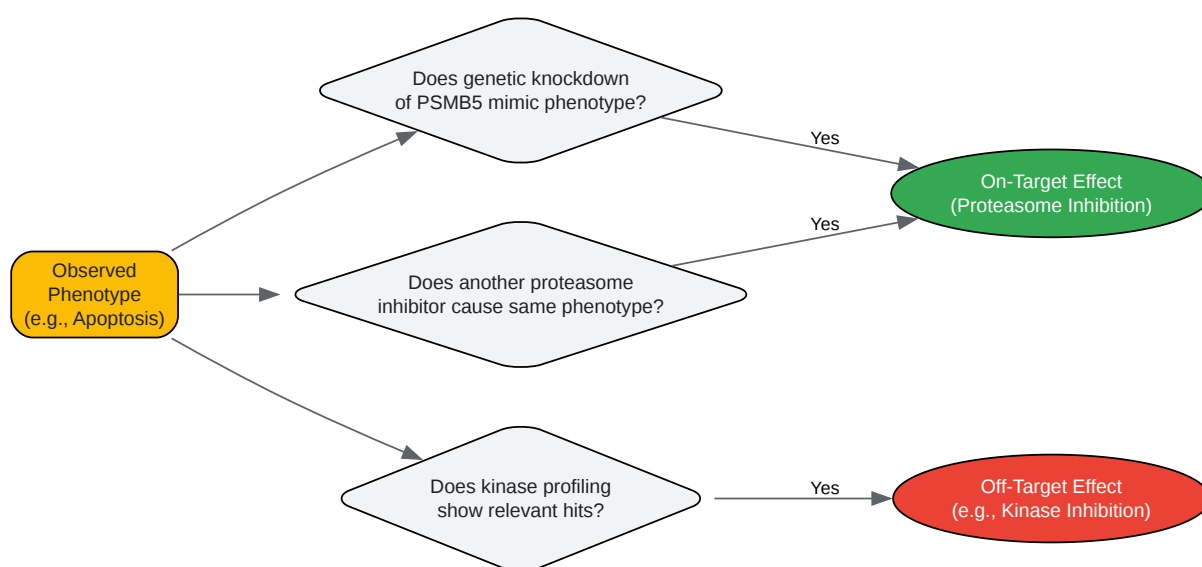 Observed
Phenotype
(e.g., Apoptosis)
Does genetic knockdown
of PSMB5 mimic phenotype?
Yes
Does another proteasome
inhibitor cause same phenotype?
Yes
On-Target Effect
(Proteasome Inhibition)
Does kinase profiling
show relevant hits?
Yes
Off-Target Effect
(e.g., Kinase Inhibition)